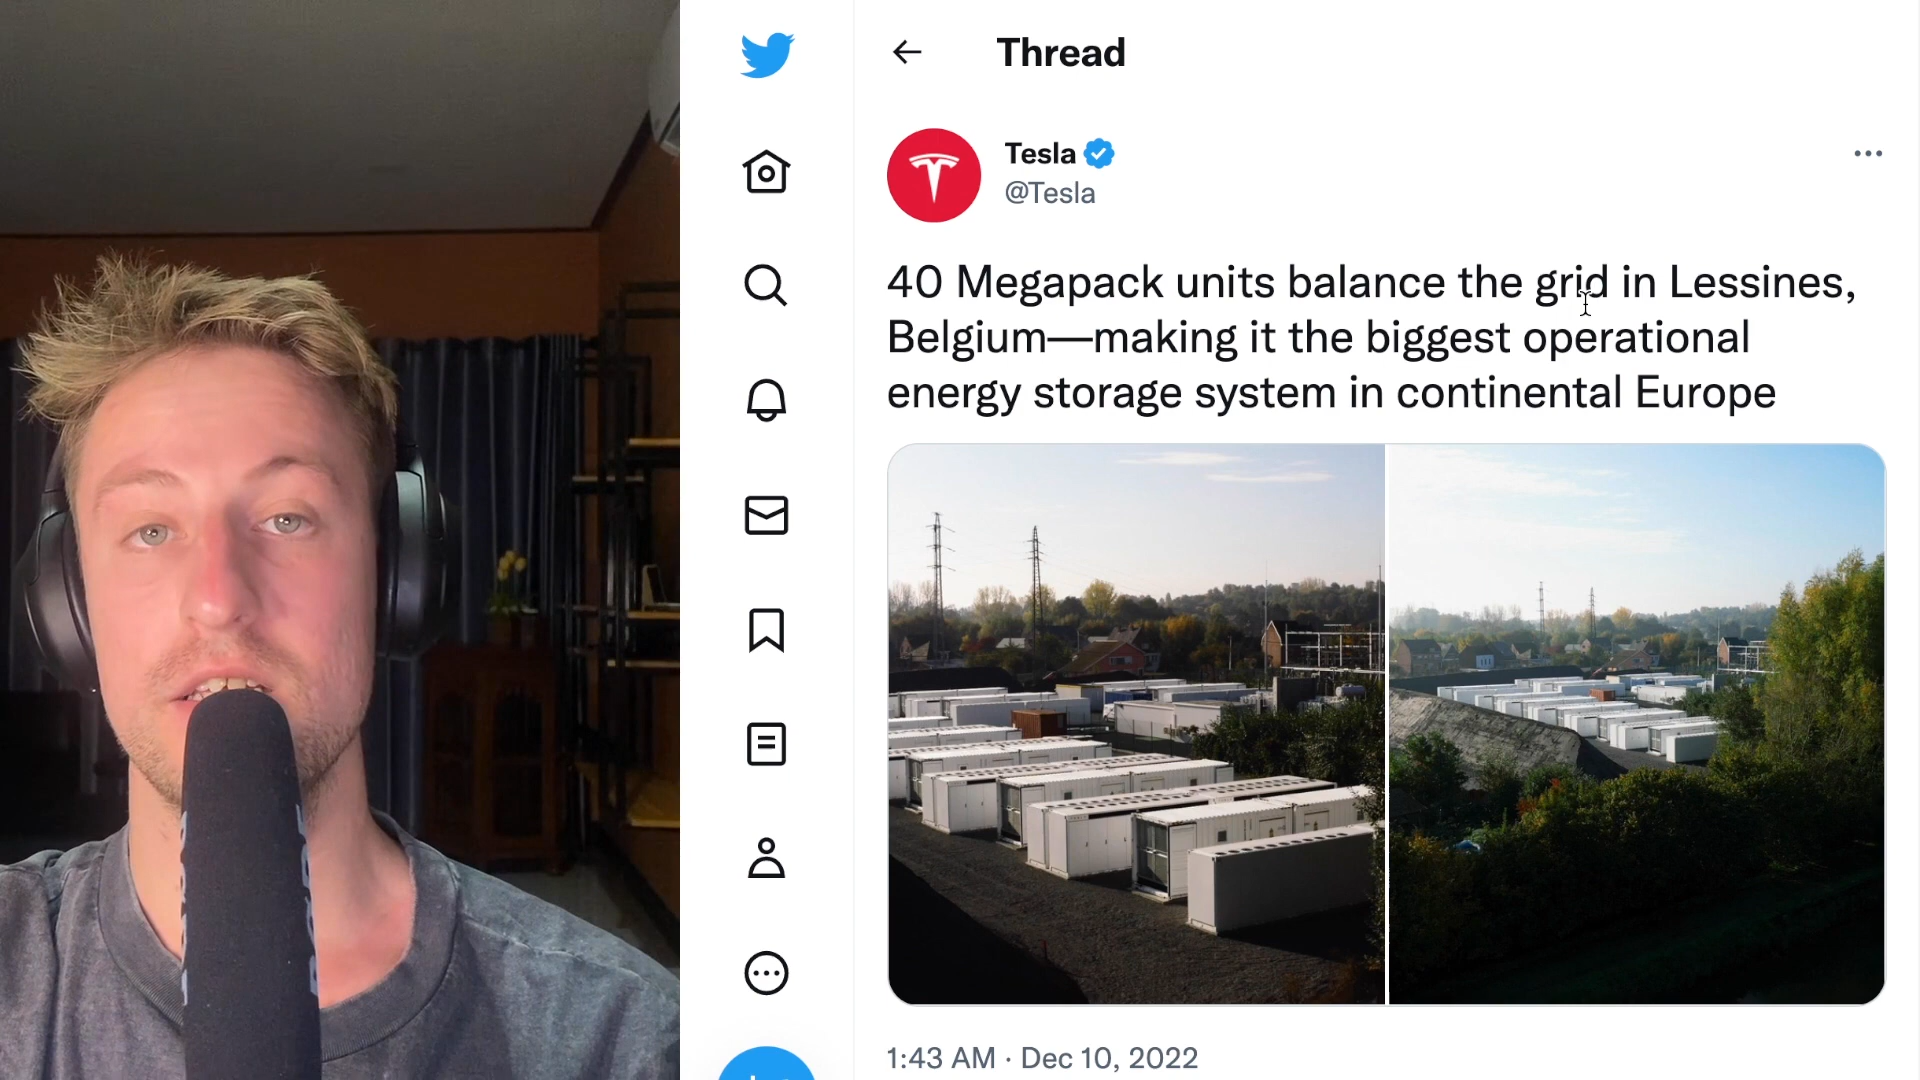 Thread
Tesla
@Tesla
40 Megapack units balance the grid in Lessines,
Belgium—making it the biggest operational
energy storage system in continental Europe
1:43 AM · Dec 10, 2022